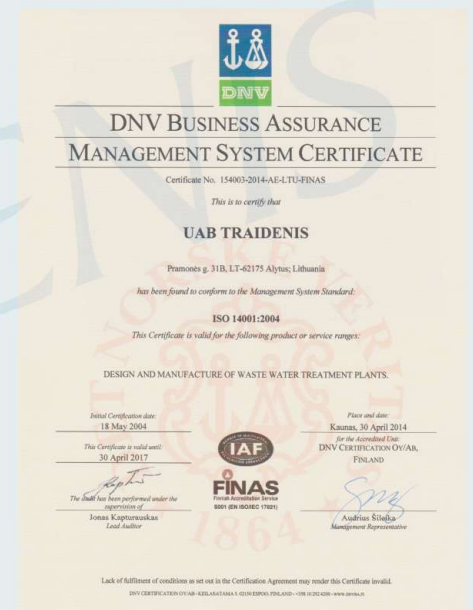 DNV
DNV BUSINESS ASSURANCE
MANAGEMENT SYSTEM CERTIFICATE
Certificate No. 154003-2014-AE-LTU-FINAS
This is to certify that
UAB TRAIDENIS
Pramonės g. 31B, LT-62175 Alytus; Lithuania
has been found to conform to the Management System Standard:
ISO 14001:2004
This Certificate is valid for the following product or service ranges:
DESIGN AND MANUFACTURE OF WASTE WATER TREATMENT PLANTS.
Initial Certification date:
18 May 2004
This Certificate is valid until:
30 April 2017
The audit has been performed under the
supervision of
Jonas Kapturauskas
Lead Auditor
IAF
FINAS
Finnish Accreditation Service
S001 (EN ISO/IEC 17021)
Place and date:
Kaunas, 30 April 2014
for the Accredited Unit:
DNV CERTIFICATION OY/AB,
FINLAND
Audrius Šileika
Management Representative
1864
Lack of fulfilment of conditions as set out in the Certification Agreement may render this Certificate invalid.